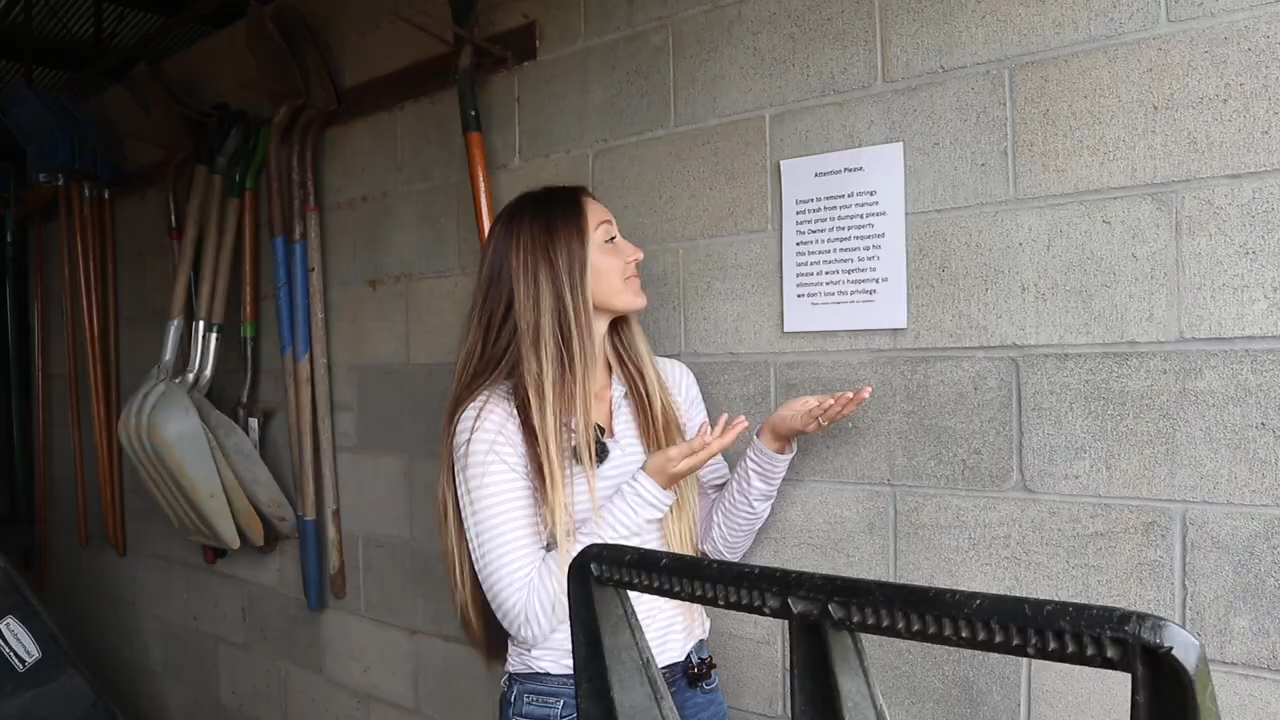 Attention Please,
Ensure to remove all strings
and trash from your manure
barrel prior to dumping please.
The Owner of the property
where it is dumped requested
this because it messes up his
land and machinery. So let's
please all work together to
eliminate what's happening so
we don't lose this privilege.
Rubbermaid